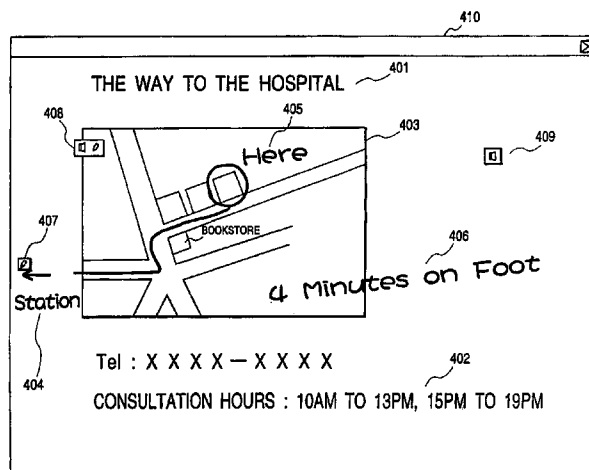 410
THE WAY TO THE HOSPITAL
401
408
405
403
Here
409
BOOKSTORE
407
406
4 Minutes on Foot
Station
404
Tel : X X X X — X X X X
402
CONSULTATION HOURS : 10AM TO 13PM, 15PM TO 19PM